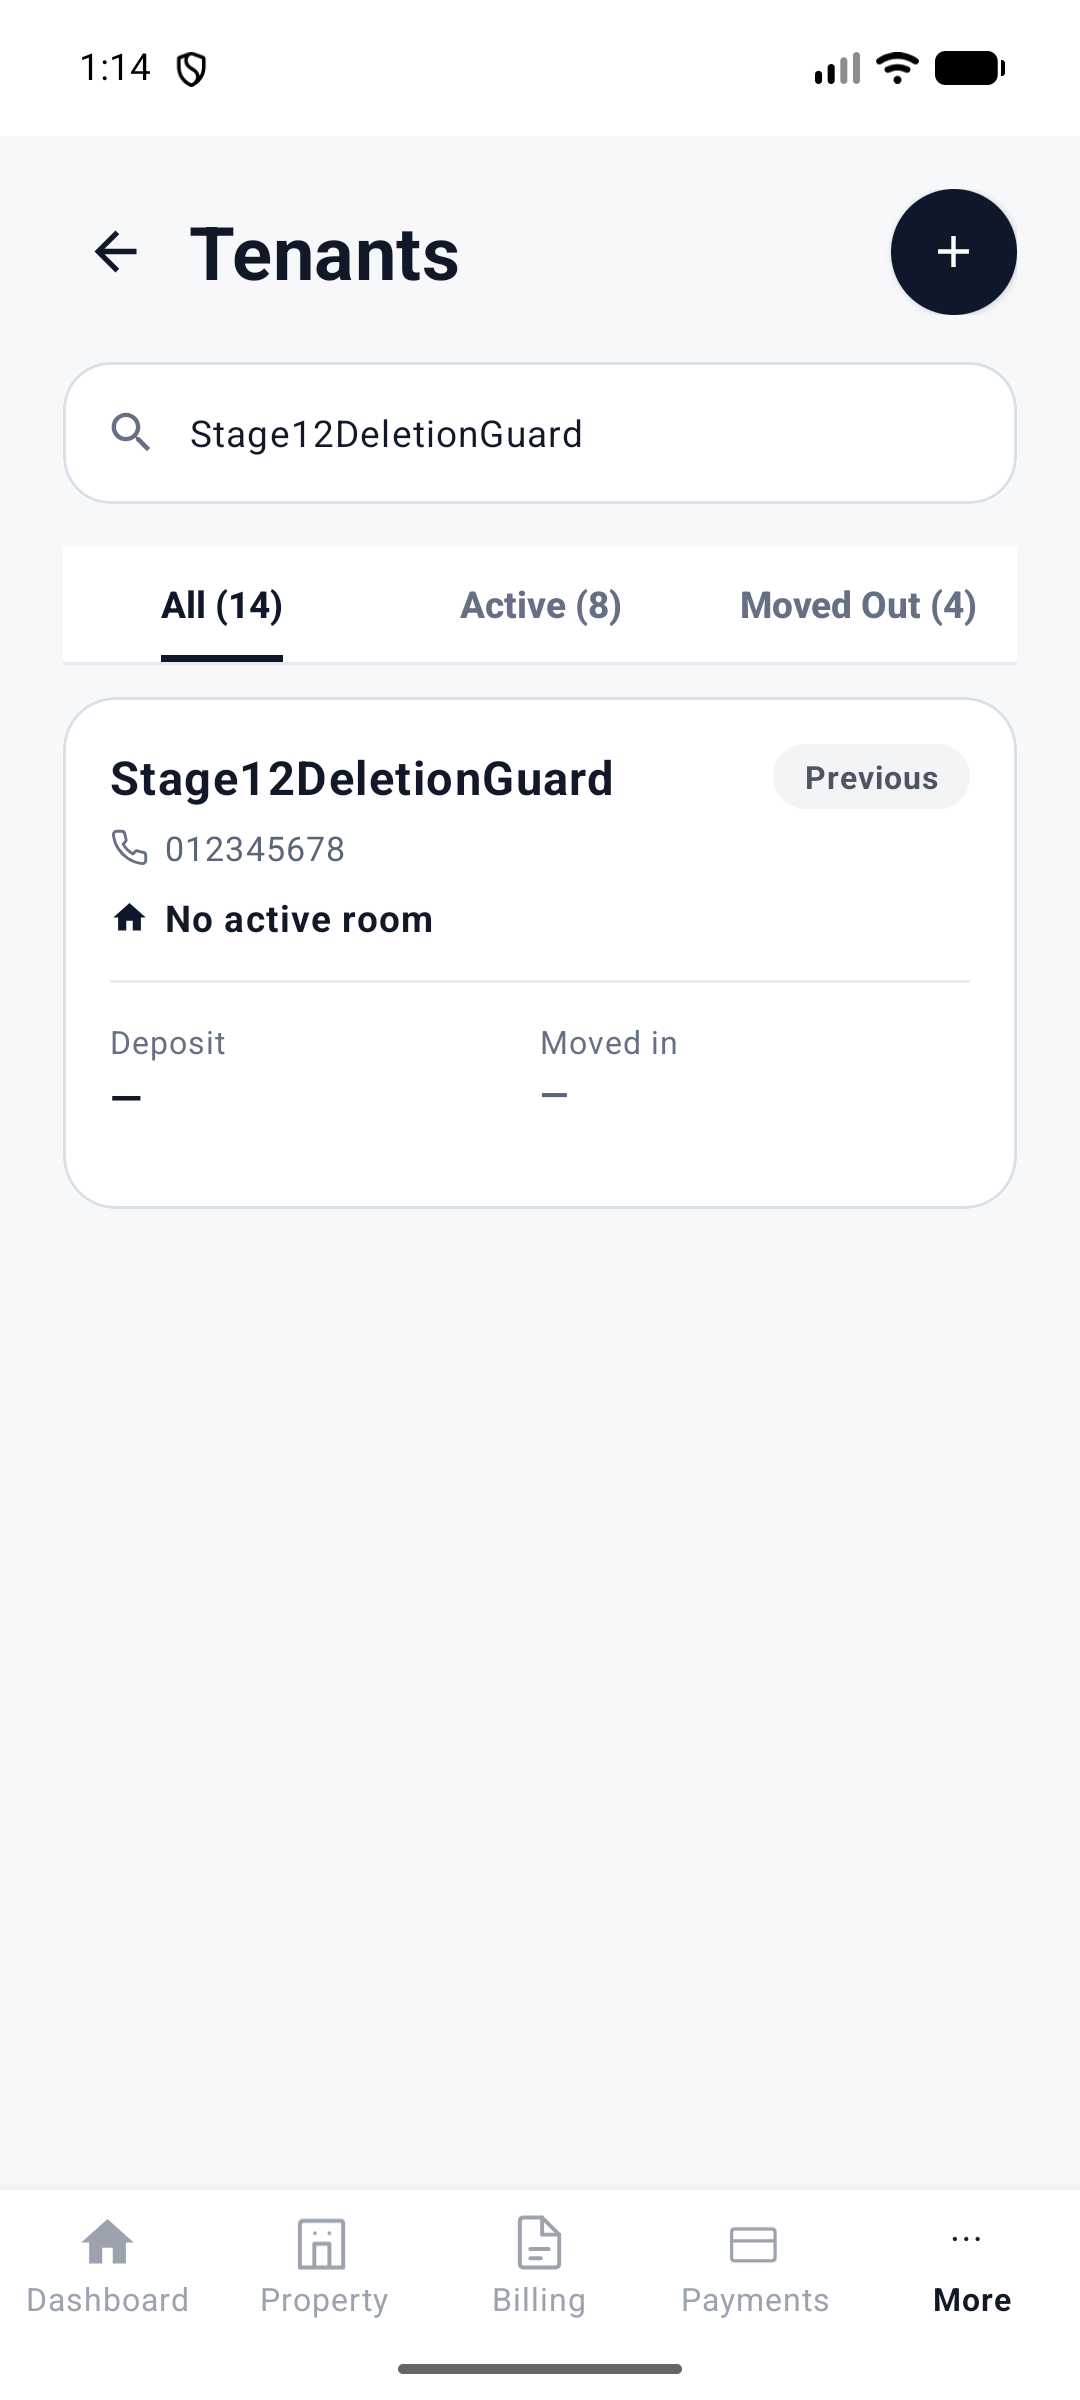 1:14
Tenants
Stage12DeletionGuard
All (14) Active (8) Moved Out (4)
Stage12DeletionGuard Previous
012345678
No active room
Deposit Moved in
— —
Dashboard Property Billing Payments More